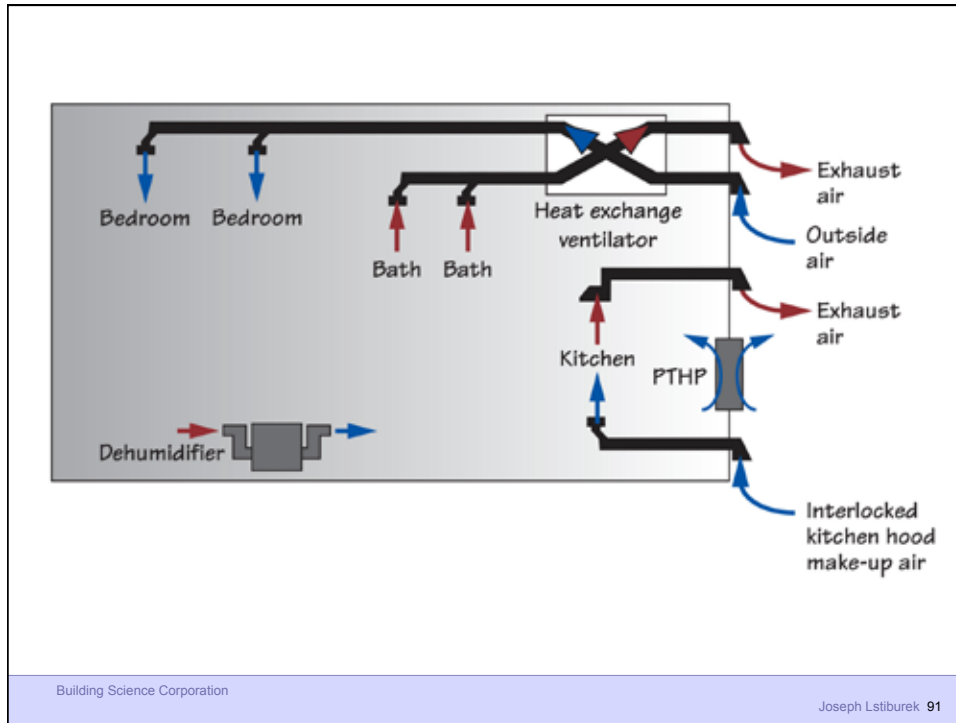 Exhaust
air
Bedroom
Bedroom
Heat exchange
ventilator
Outside
air
Bath
Bath
Exhaust
air
Kitchen
PTHP
Dehumidifier
Interlocked
kitchen hood
make-up air
Building Science Corporation
Joseph Lstiburek 91